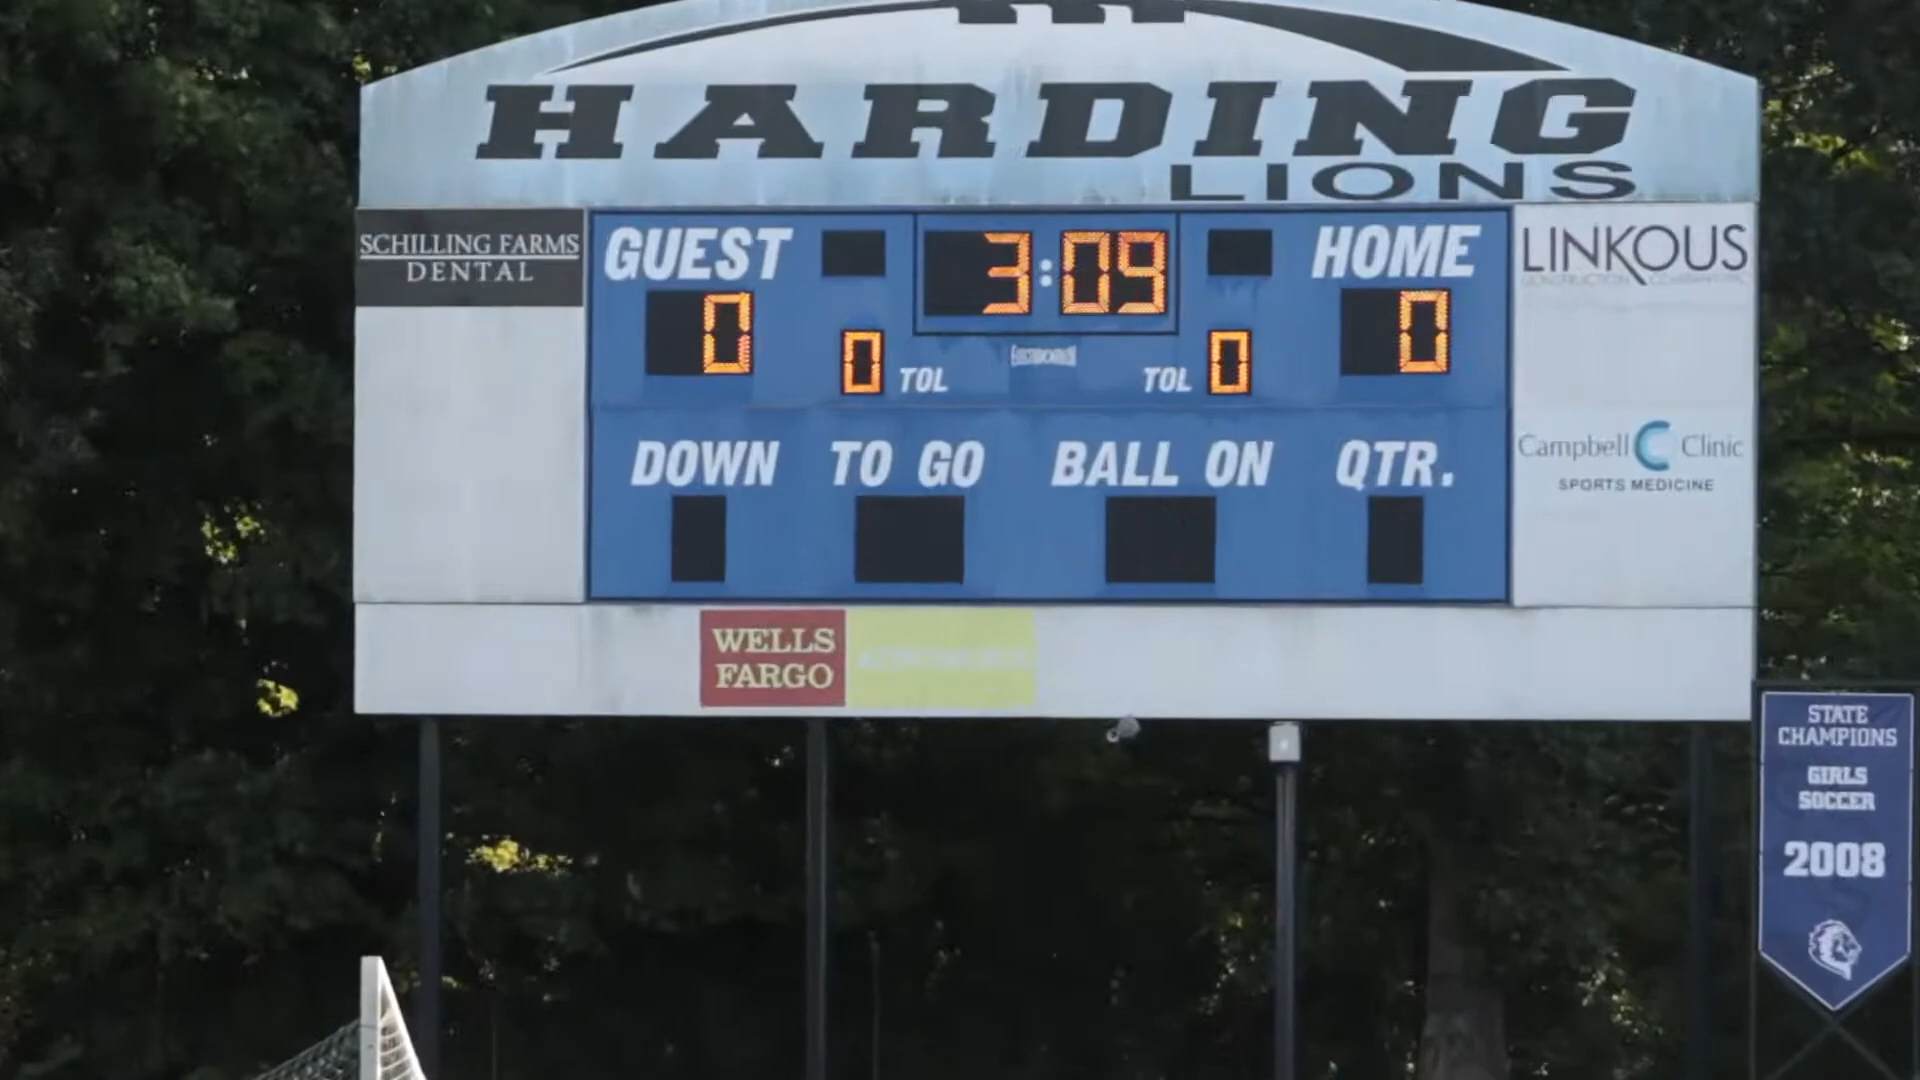 HARDING
LIONS
SCHILLING FARMS
DENTAL
GUEST
3:09
HOME
LINKOUS
0
0 TOL
TOL 0
0
DOWN
TO GO
BALL ON
QTR.
Campbell Clinic
SPORTS MEDICINE
WELLS
FARGO
STATE
CHAMPIONS
GIRLS
SOCCER
2008